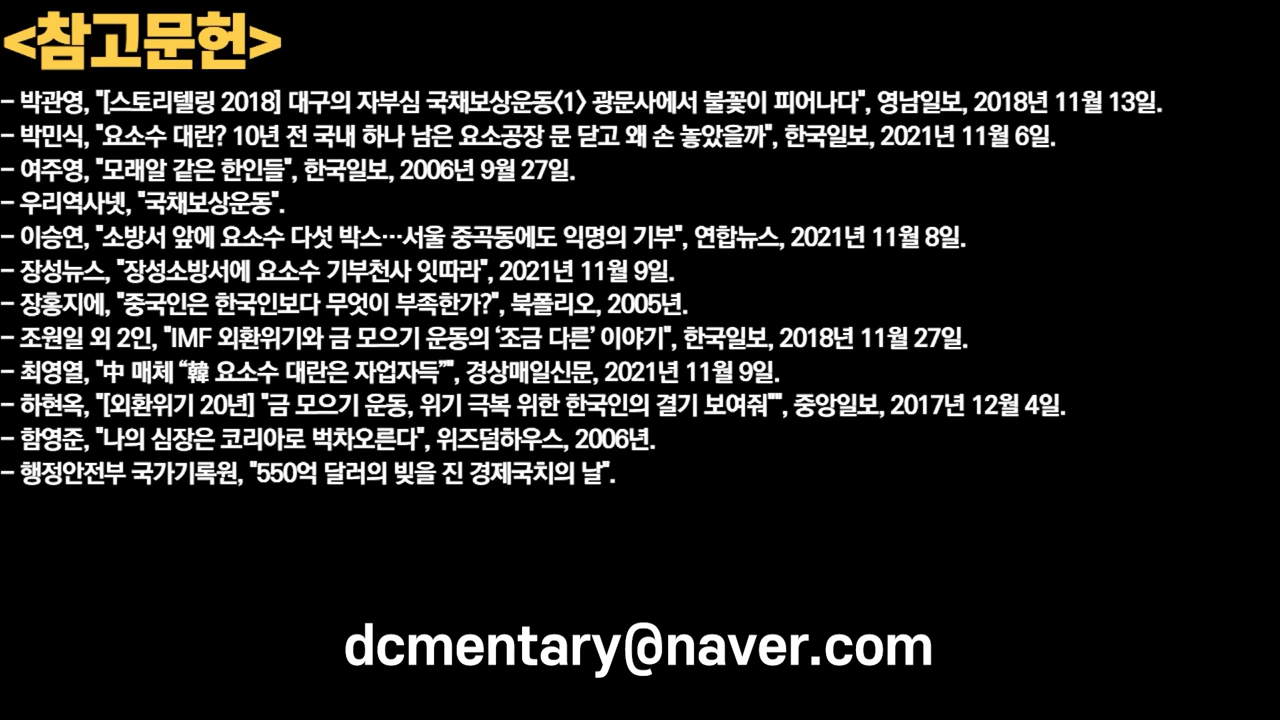 <참고문헌>
- 박관영, "[스토리텔링 2018] 대구의 자부심 국채보상운동<1> 광문사에서 불꽃이 피어나다", 영남일보, 2018년 11월 13일.
- 박민식, "요소수 대란? 10년 전 국내 하나 남은 요소공장 문 닫고 왜 손 놓았을까", 한국일보, 2021년 11월 6일.
- 여주영, "모래알 같은 한인들", 한국일보, 2006년 9월 27일.
- 우리역사넷, "국채보상운동".
- 이승연, "소방서 앞에 요소수 다섯 박스…서울 중곡동에도 익명의 기부", 연합뉴스, 2021년 11월 8일.
- 장성뉴스, "장성소방서에 요소수 기부천사 잇따라", 2021년 11월 9일.
- 장홍지에, "중국인은 한국인보다 무엇이 부족한가?", 북폴리오, 2005년.
- 조원일 외 2인, "IMF 외환위기와 금 모으기 운동의 ‘조금 다른’ 이야기", 한국일보, 2018년 11월 27일.
- 최영열, "中 매체 “韓 요소수 대란은 자업자득”", 경상매일신문, 2021년 11월 9일.
- 하현옥, "[외환위기 20년] "금 모으기 운동, 위기 극복 위한 한국인의 결기 보여줘"", 중앙일보, 2017년 12월 4일.
- 함영준, "나의 심장은 코리아로 벅차오른다", 위즈덤하우스, 2006년.
- 행정안전부 국가기록원, "550억 달러의 빚을 진 경제국치의 날".
dcmentary@naver.com